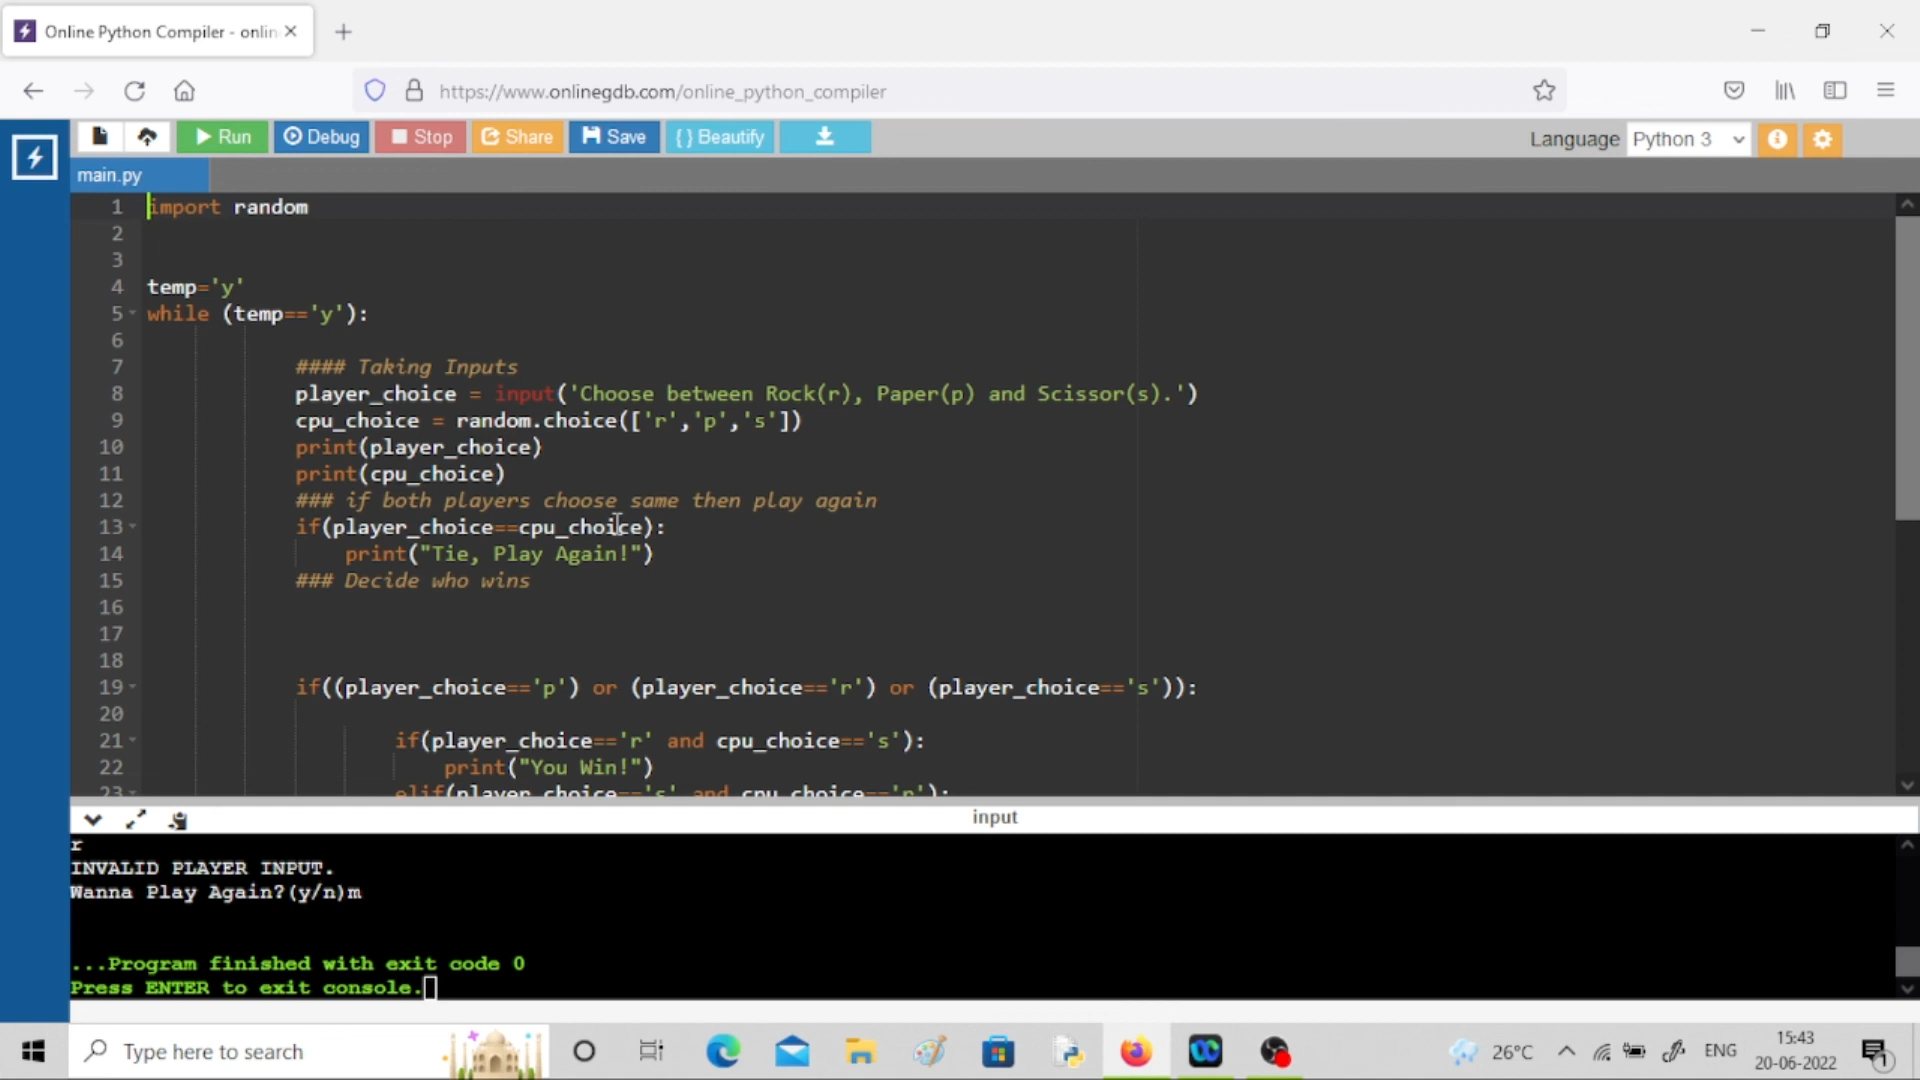 Online Python Compiler - onlin
https://www.onlinegdb.com/online_python_compiler
Run Debug Stop Share Save {} Beautify
Language Python 3
main.py
1 import random
2
3
4 temp='y'
5 while (temp=='y'):
6
7 #### Taking Inputs
8 player_choice = input('Choose between Rock(r), Paper(p) and Scissor(s).')
9 cpu_choice = random.choice(['r','p','s'])
10 print(player_choice)
11 print(cpu_choice)
12 ### if both players choose same then play again
13 if(player_choice==cpu_choice):
14 print("Tie, Play Again!")
15 ### Decide who wins
16
17
18
19 if((player_choice=='p') or (player_choice=='r') or (player_choice=='s')):
20
21 if(player_choice=='r' and cpu_choice=='s'):
22 print("You Win!")
23 elif(player_choice=='s' and cpu_choice=='r'):
input
r
INVALID PLAYER INPUT.
Wanna Play Again?(y/n)m
...Program finished with exit code 0
Press ENTER to exit console.
Type here to search
26°C
ENG
15:43
20-06-2022
1